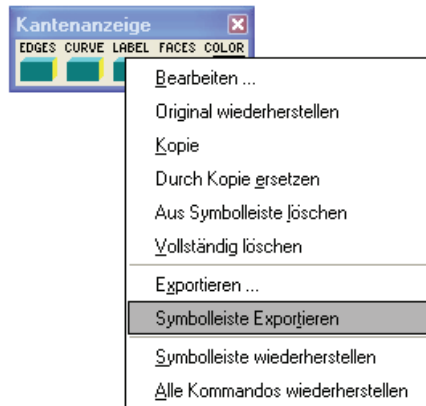 Kantenanzeige
EDGES CURVE LABEL FACES COLOR
Bearbeiten ...
Original wiederherstellen
Kopie
Durch Kopie ersetzen
Aus Symbolleiste löschen
Vollständig löschen
Exportieren ...
Symbolleiste Exportieren
Symbolleiste wiederherstellen
Alle Kommandos wiederherstellen